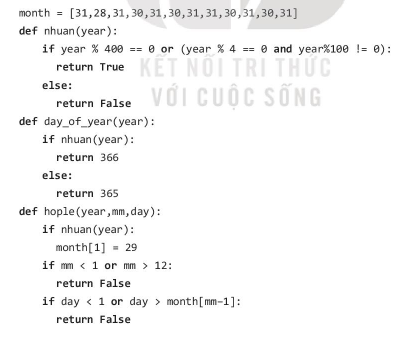 month = [31,28,31,30,31,30,31,31,30,31,30,31]
def nhuan(year):
if year % 400 == 0 or (year % 4 == 0 and year%100 != 0):
return True
KẾT NỐI TRI THỨC
else:
return False
VỚI CUỘC SỐNG
def day_of_year(year):
if nhuan(year):
return 366
else:
return 365
def hople(year,mm,day):
if nhuan(year):
month[1] = 29
if mm < 1 or mm > 12:
return False
if day < 1 or day > month[mm-1]:
return False